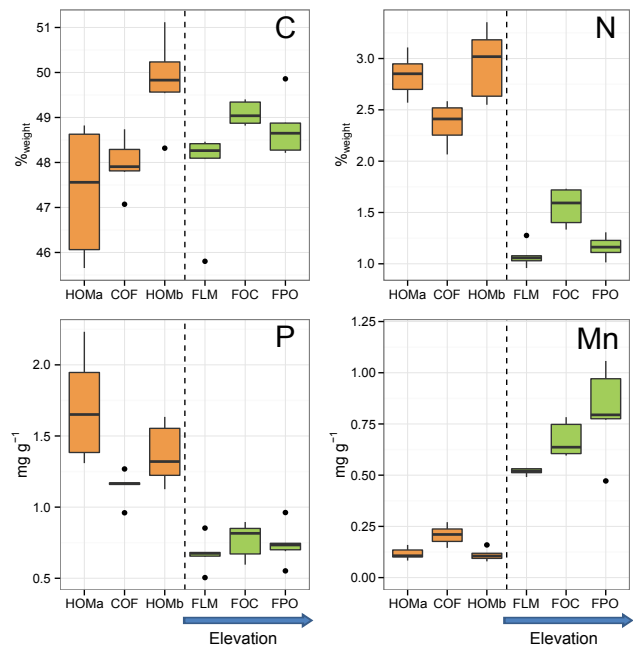 C
51
50
49
48
47
46
%weight
HOMa COF HOMb FLM FOC FPO
N
3.0
2.5
2.0
1.5
1.0
%weight
HOMa COF HOMb FLM FOC FPO
P
2.0
1.5
1.0
0.5
mg g⁻¹
HOMa COF HOMb FLM FOC FPO
Elevation
Mn
1.25
1.00
0.75
0.50
0.25
0.00
mg g⁻¹
HOMa COF HOMb FLM FOC FPO
Elevation